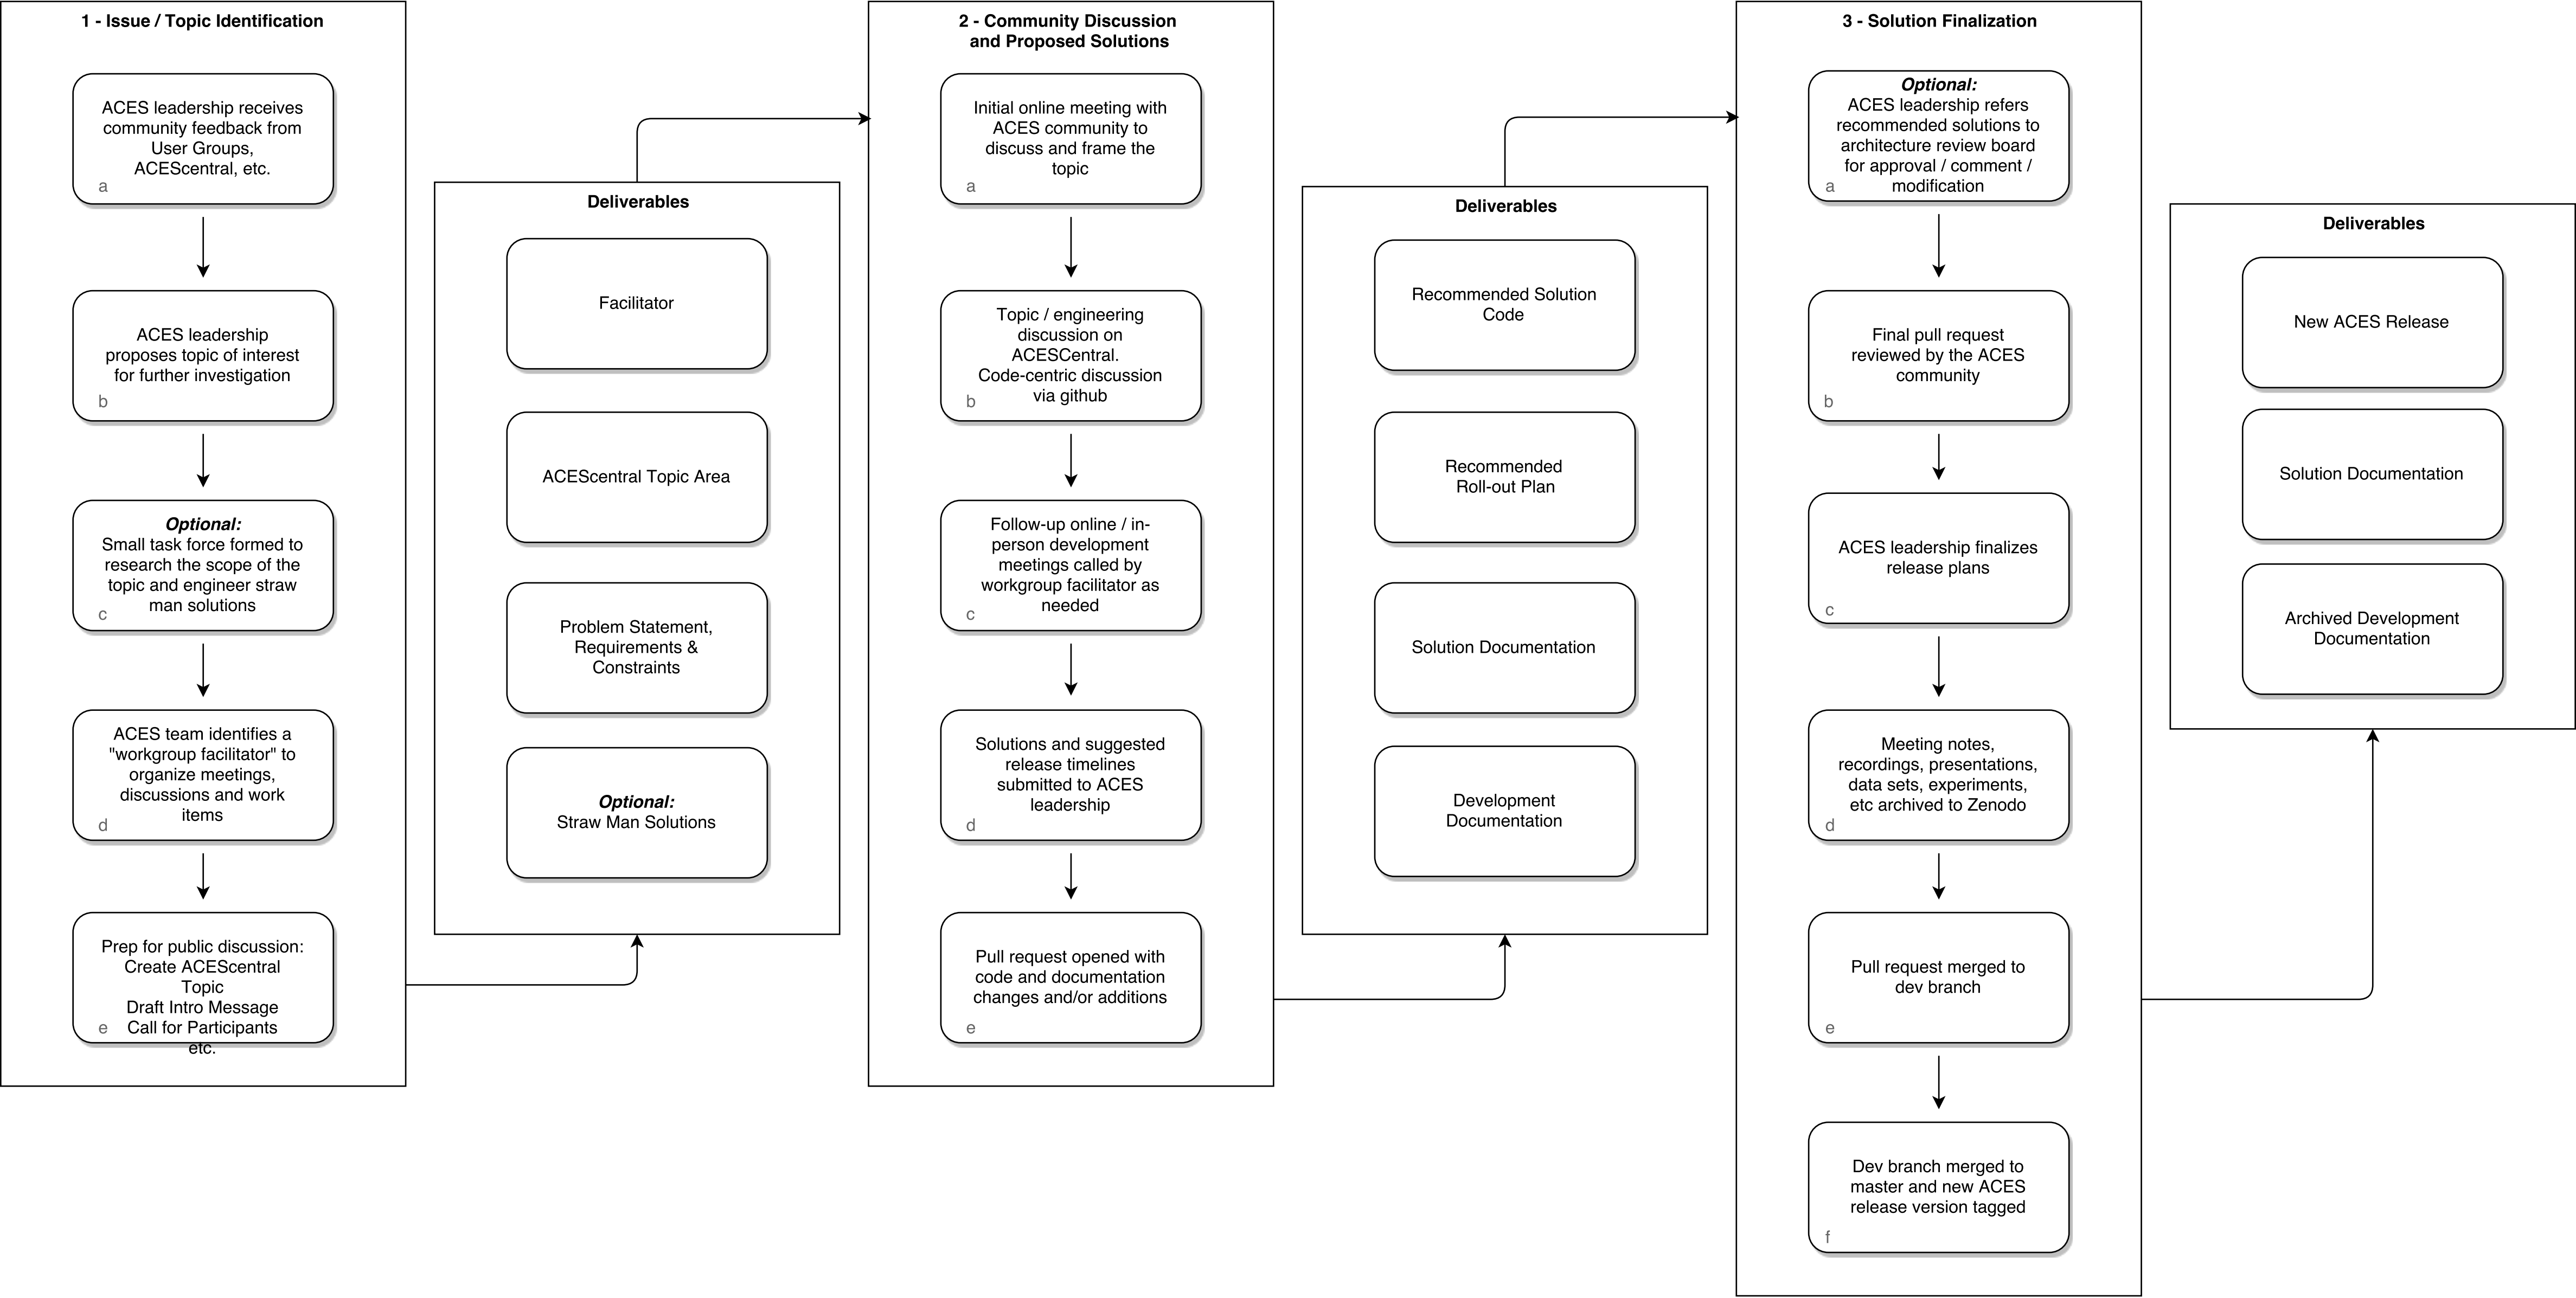 1 - Issue / Topic Identification
ACES leadership receives
community feedback from
User Groups,
ACEScentral, etc.
a
ACES leadership
proposes topic of interest
for further investigation
b
Optional:
Small task force formed to
research the scope of the
topic and engineer straw
man solutions
c
ACES team identifies a
"workgroup facilitator" to
organize meetings,
discussions and work
items
d
Prep for public discussion:
Create ACEScentral
Topic
Draft Intro Message
Call for Participants
etc.
e
Deliverables
Facilitator
ACEScentral Topic Area
Problem Statement,
Requirements &
Constraints
Optional:
Straw Man Solutions
2 - Community Discussion
and Proposed Solutions
Initial online meeting with
ACES community to
discuss and frame the
topic
a
Topic / engineering
discussion on
ACESCentral.
Code-centric discussion
via github
b
Follow-up online / in-
person development
meetings called by
workgroup facilitator as
needed
c
Solutions and suggested
release timelines
submitted to ACES
leadership
d
Pull request opened with
code and documentation
changes and/or additions
e
Deliverables
Recommended Solution
Code
Recommended
Roll-out Plan
Solution Documentation
Development
Documentation
3 - Solution Finalization
Optional:
ACES leadership refers
recommended solutions to
architecture review board
for approval / comment /
modification
a
Final pull request
reviewed by the ACES
community
b
ACES leadership finalizes
release plans
c
Meeting notes,
recordings, presentations,
data sets, experiments,
etc archived to Zenodo
d
Pull request merged to
dev branch
e
Dev branch merged to
master and new ACES
release version tagged
f
Deliverables
New ACES Release
Solution Documentation
Archived Development
Documentation